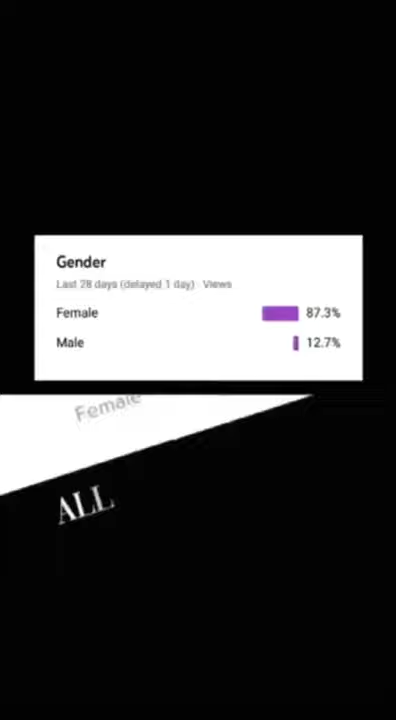 Gender
Last 28 days (delayed 1 day) · Views
Female 87.3%
Male 12.7%
Female
ALL